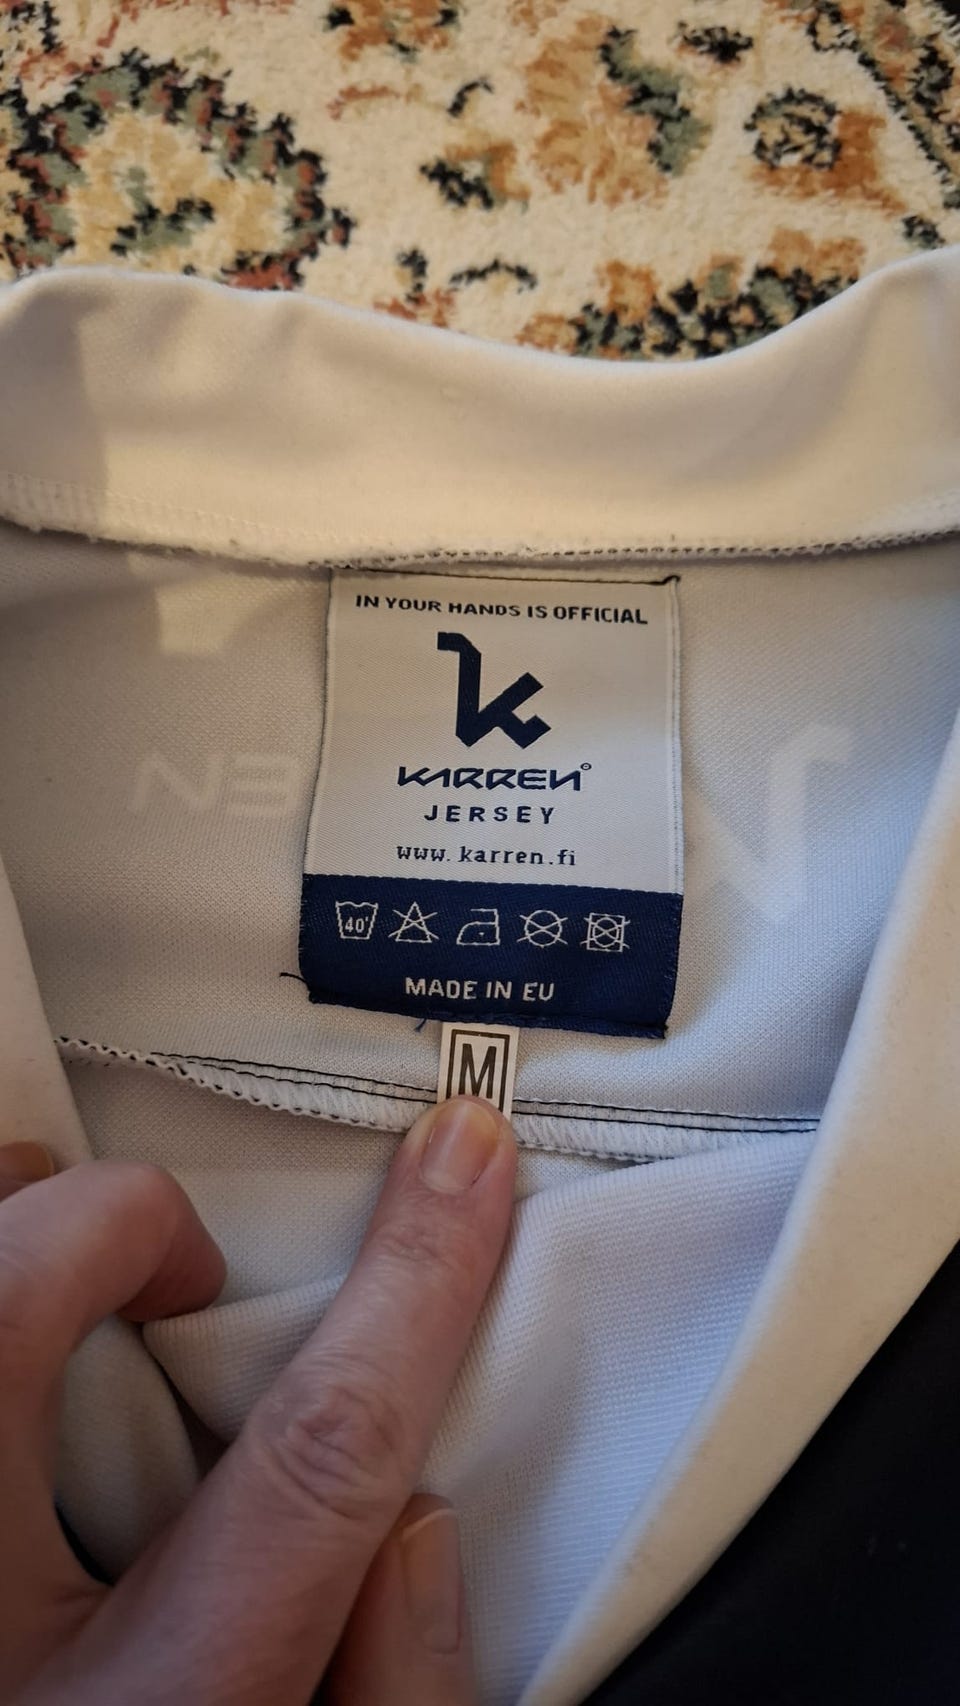 IN YOUR HANDS IS OFFICIAL
k
KARREN®
JERSEY
www.karren.fi
40°
MADE IN EU
M